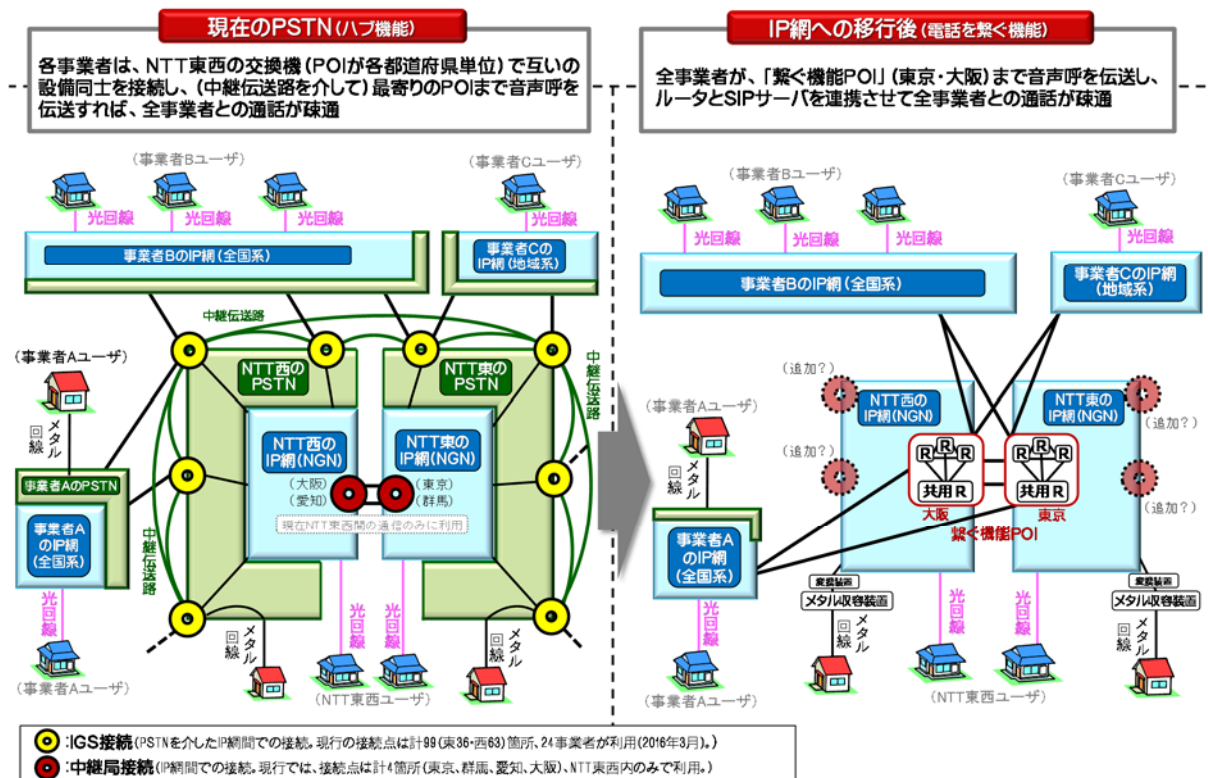 現在のPSTN(ハブ機能)
各事業者は、NTT東西の交換機(POIが各都道府県単位)で互いの
設備同士を接続し、(中継伝送路を介して)最寄りのPOIまで音声呼を
伝送すれば、全事業者との通話が疎通
(事業者Bユーザ)
(事業者Cユーザ)
光回線
光回線
光回線
光回線
事業者BのIP網(全国系)
事業者Cの
IP網(地域系)
中継伝送路
(事業者Aユーザ)
NTT西の
PSTN
NTT東の
PSTN
中継伝送路
メタル
回線
NTT西の
IP網(NGN)
NTT東の
IP網(NGN)
事業者AのPSTN
(大阪)
(愛知)
(東京)
(群馬)
現在NTT東西間の通信のみに利用
事業者A
のIP網
(全国系)
中継伝送路
光回線
メタル
回線
光回線
光回線
メタル
回線
(事業者Aユーザ)
(NTT東西ユーザ)
IP網への移行後(電話を繋ぐ機能)
全事業者が、「繋ぐ機能POI」(東京・大阪)まで音声呼を伝送し、
ルータとSIPサーバを連携させて全事業者との通話が疎通
(事業者Bユーザ)
(事業者Cユーザ)
光回線
光回線
光回線
光回線
事業者BのIP網(全国系)
事業者CのIP網
(地域系)
(追加?)
NTT西の
IP網(NGN)
NTT東の
IP網(NGN)
(追加?)
(事業者Aユーザ)
(追加?)
R
R
R
R
R
R
メタル
回線
共用R
共用R
大阪
東京
(追加?)
繋ぐ機能POI
事業者A
のIP網
(全国系)
変換装置
メタル収容装置
変換装置
メタル収容装置
光回線
メタル
回線
光回線
光回線
メタル
回線
(事業者Aユーザ)
(NTT東西ユーザ)
:IGS接続(PSTNを介したIP網間での接続。現行の接続点は計99(東36・西63)箇所、24事業者が利用(2016年3月)。)
:中継局接続(IP網間での接続。現行では、接続点は計4箇所(東京、群馬、愛知、大阪)、NTT東西内のみで利用。)